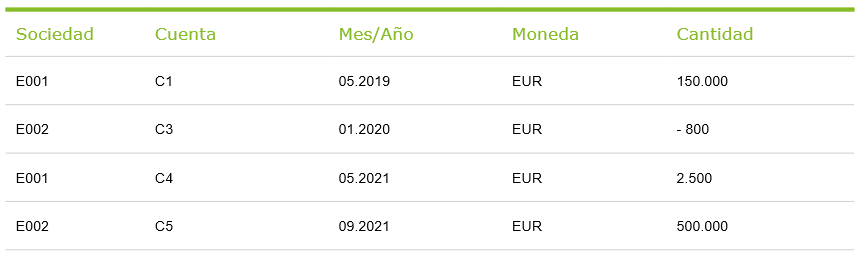 Sociedad Cuenta Mes/Año Moneda Cantidad
E001 C1 05.2019 EUR 150.000
E002 C3 01.2020 EUR - 800
E001 C4 05.2021 EUR 2.500
E002 C5 09.2021 EUR 500.000